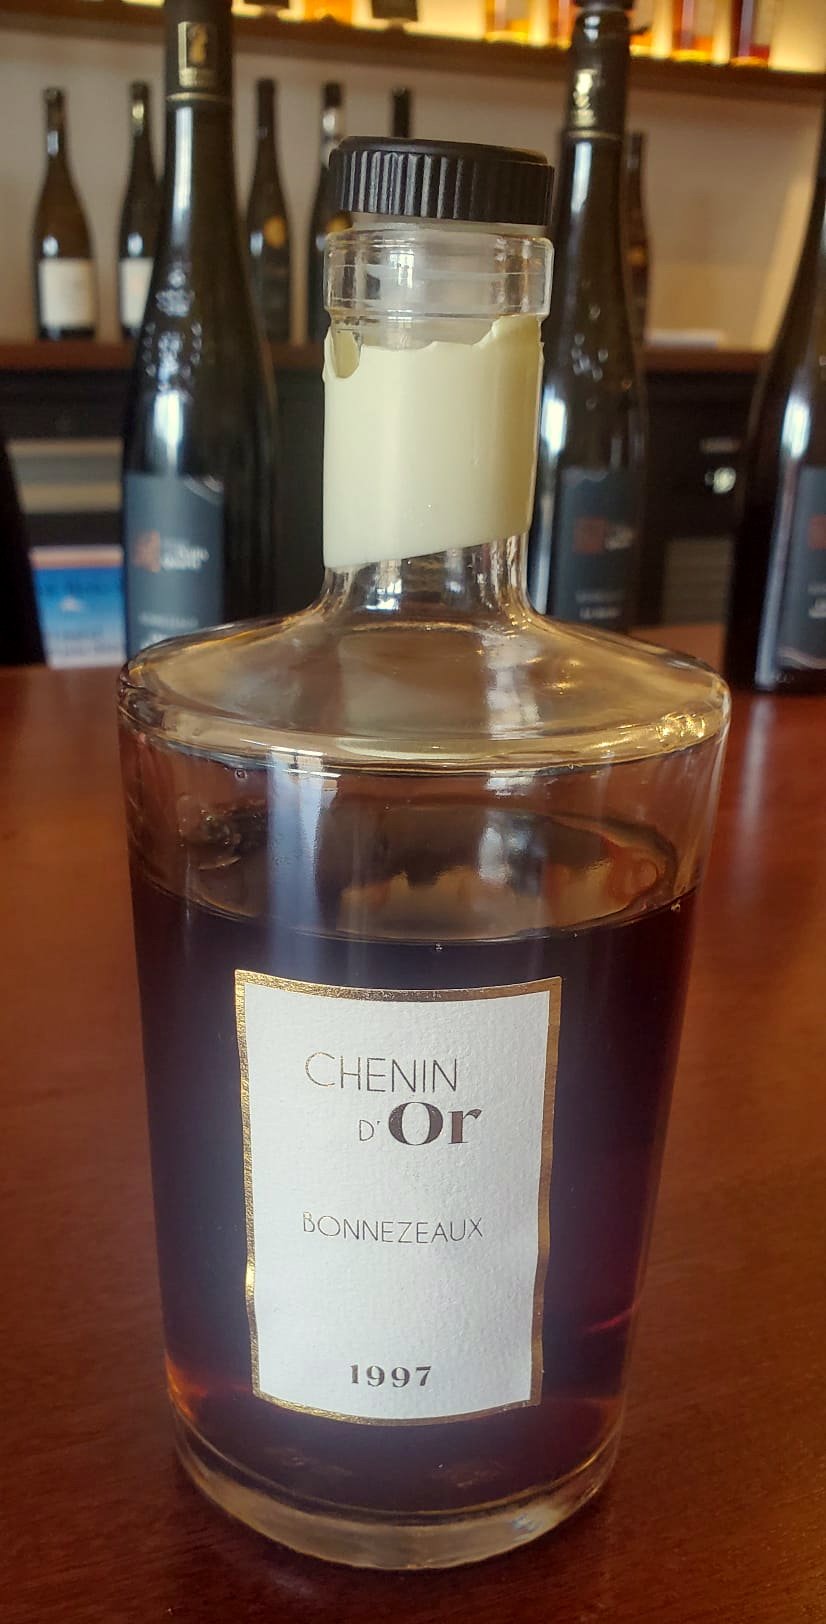 CHENIN
D'Or
BONNEZEAUX
1997